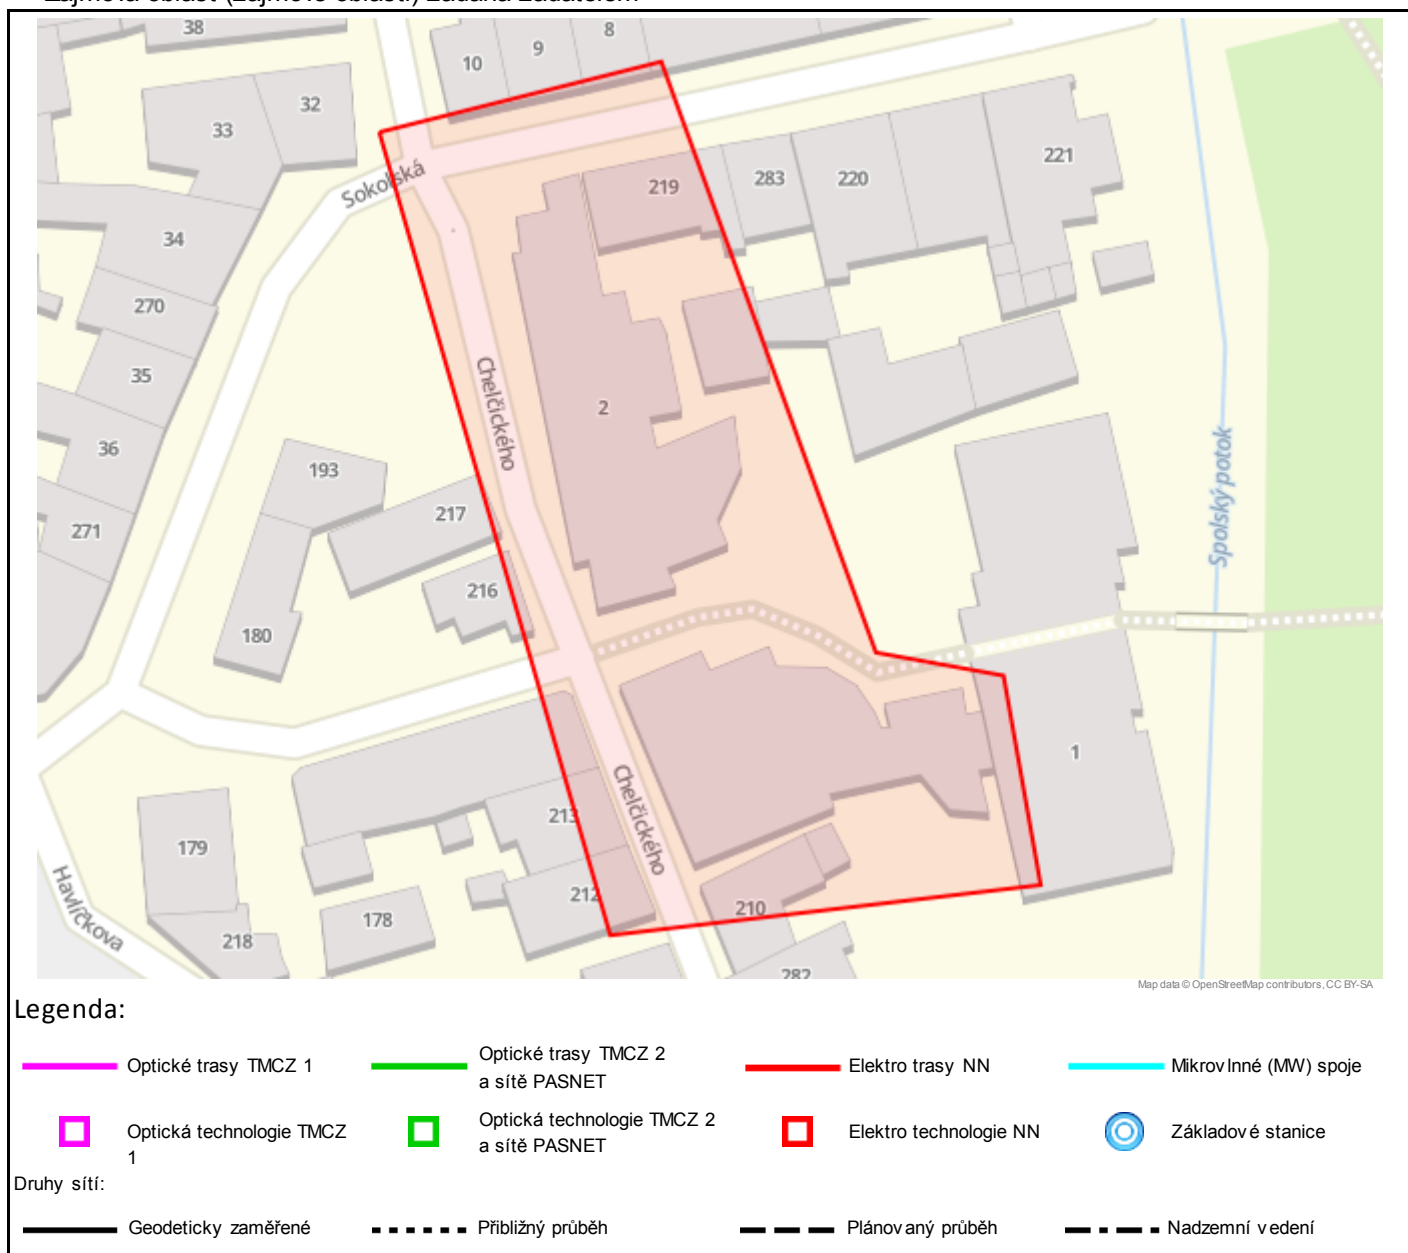 38
10
9
8
33
32
Sokolská
219
283
220
221
34
270
35
36
271
Chelčického
2
193
217
216
180
Spolský potok
1
213
212
Chelčického
210
282
179
178
218
Havlíčkova
Map data © OpenStreetMap contributors, CC BY-SA
Legenda:
Optické trasy TMCZ 1
Optické trasy TMCZ 2
a sítě PASNET
Elektro trasy NN
Mikrovlnné (MW) spoje
Optická technologie TMCZ
1
Optická technologie TMCZ 2
a sítě PASNET
Elektro technologie NN
Základové stanice
Druhy sítí:
Geodeticky zaměřené
Přibližný průběh
Plánovaný průběh
Nadzemní vedení